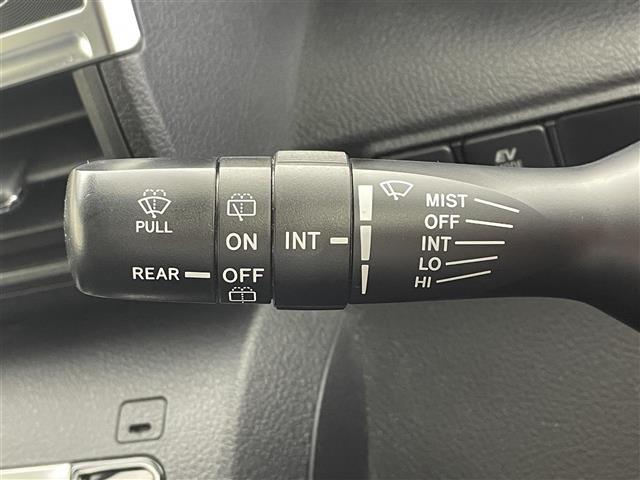 PULL
REAR
ON
OFF
INT
MIST
OFF
INT
LO
HI
EV